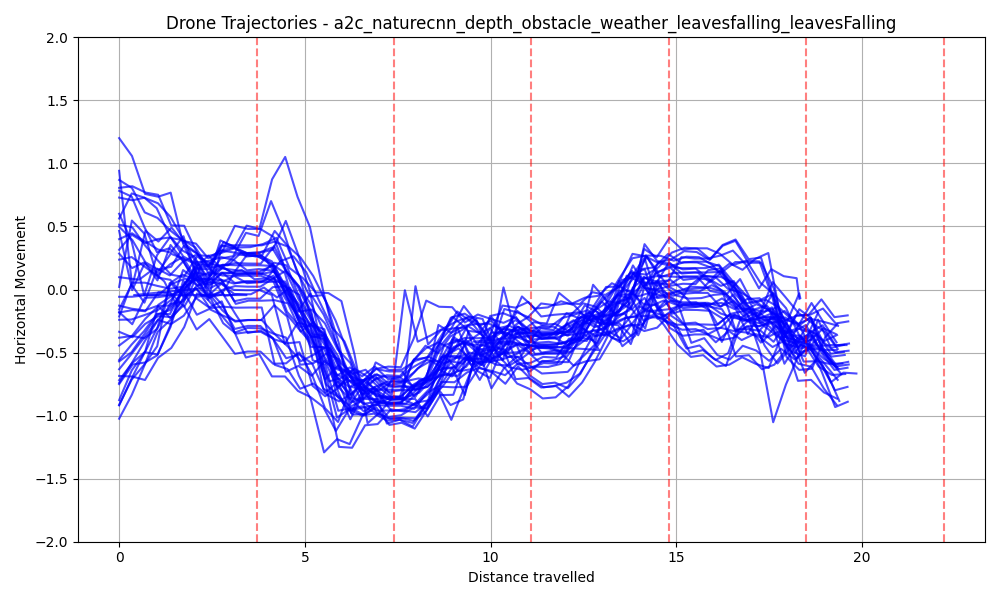 Drone Trajectories - a2c_naturecnn_depth_obstacle_weather_leavesfalling_leavesFalling
2.0
1.5
1.0
0.5
0.0
−0.5
−1.0
−1.5
−2.0
Horizontal Movement
0 5 10 15 20
Distance travelled